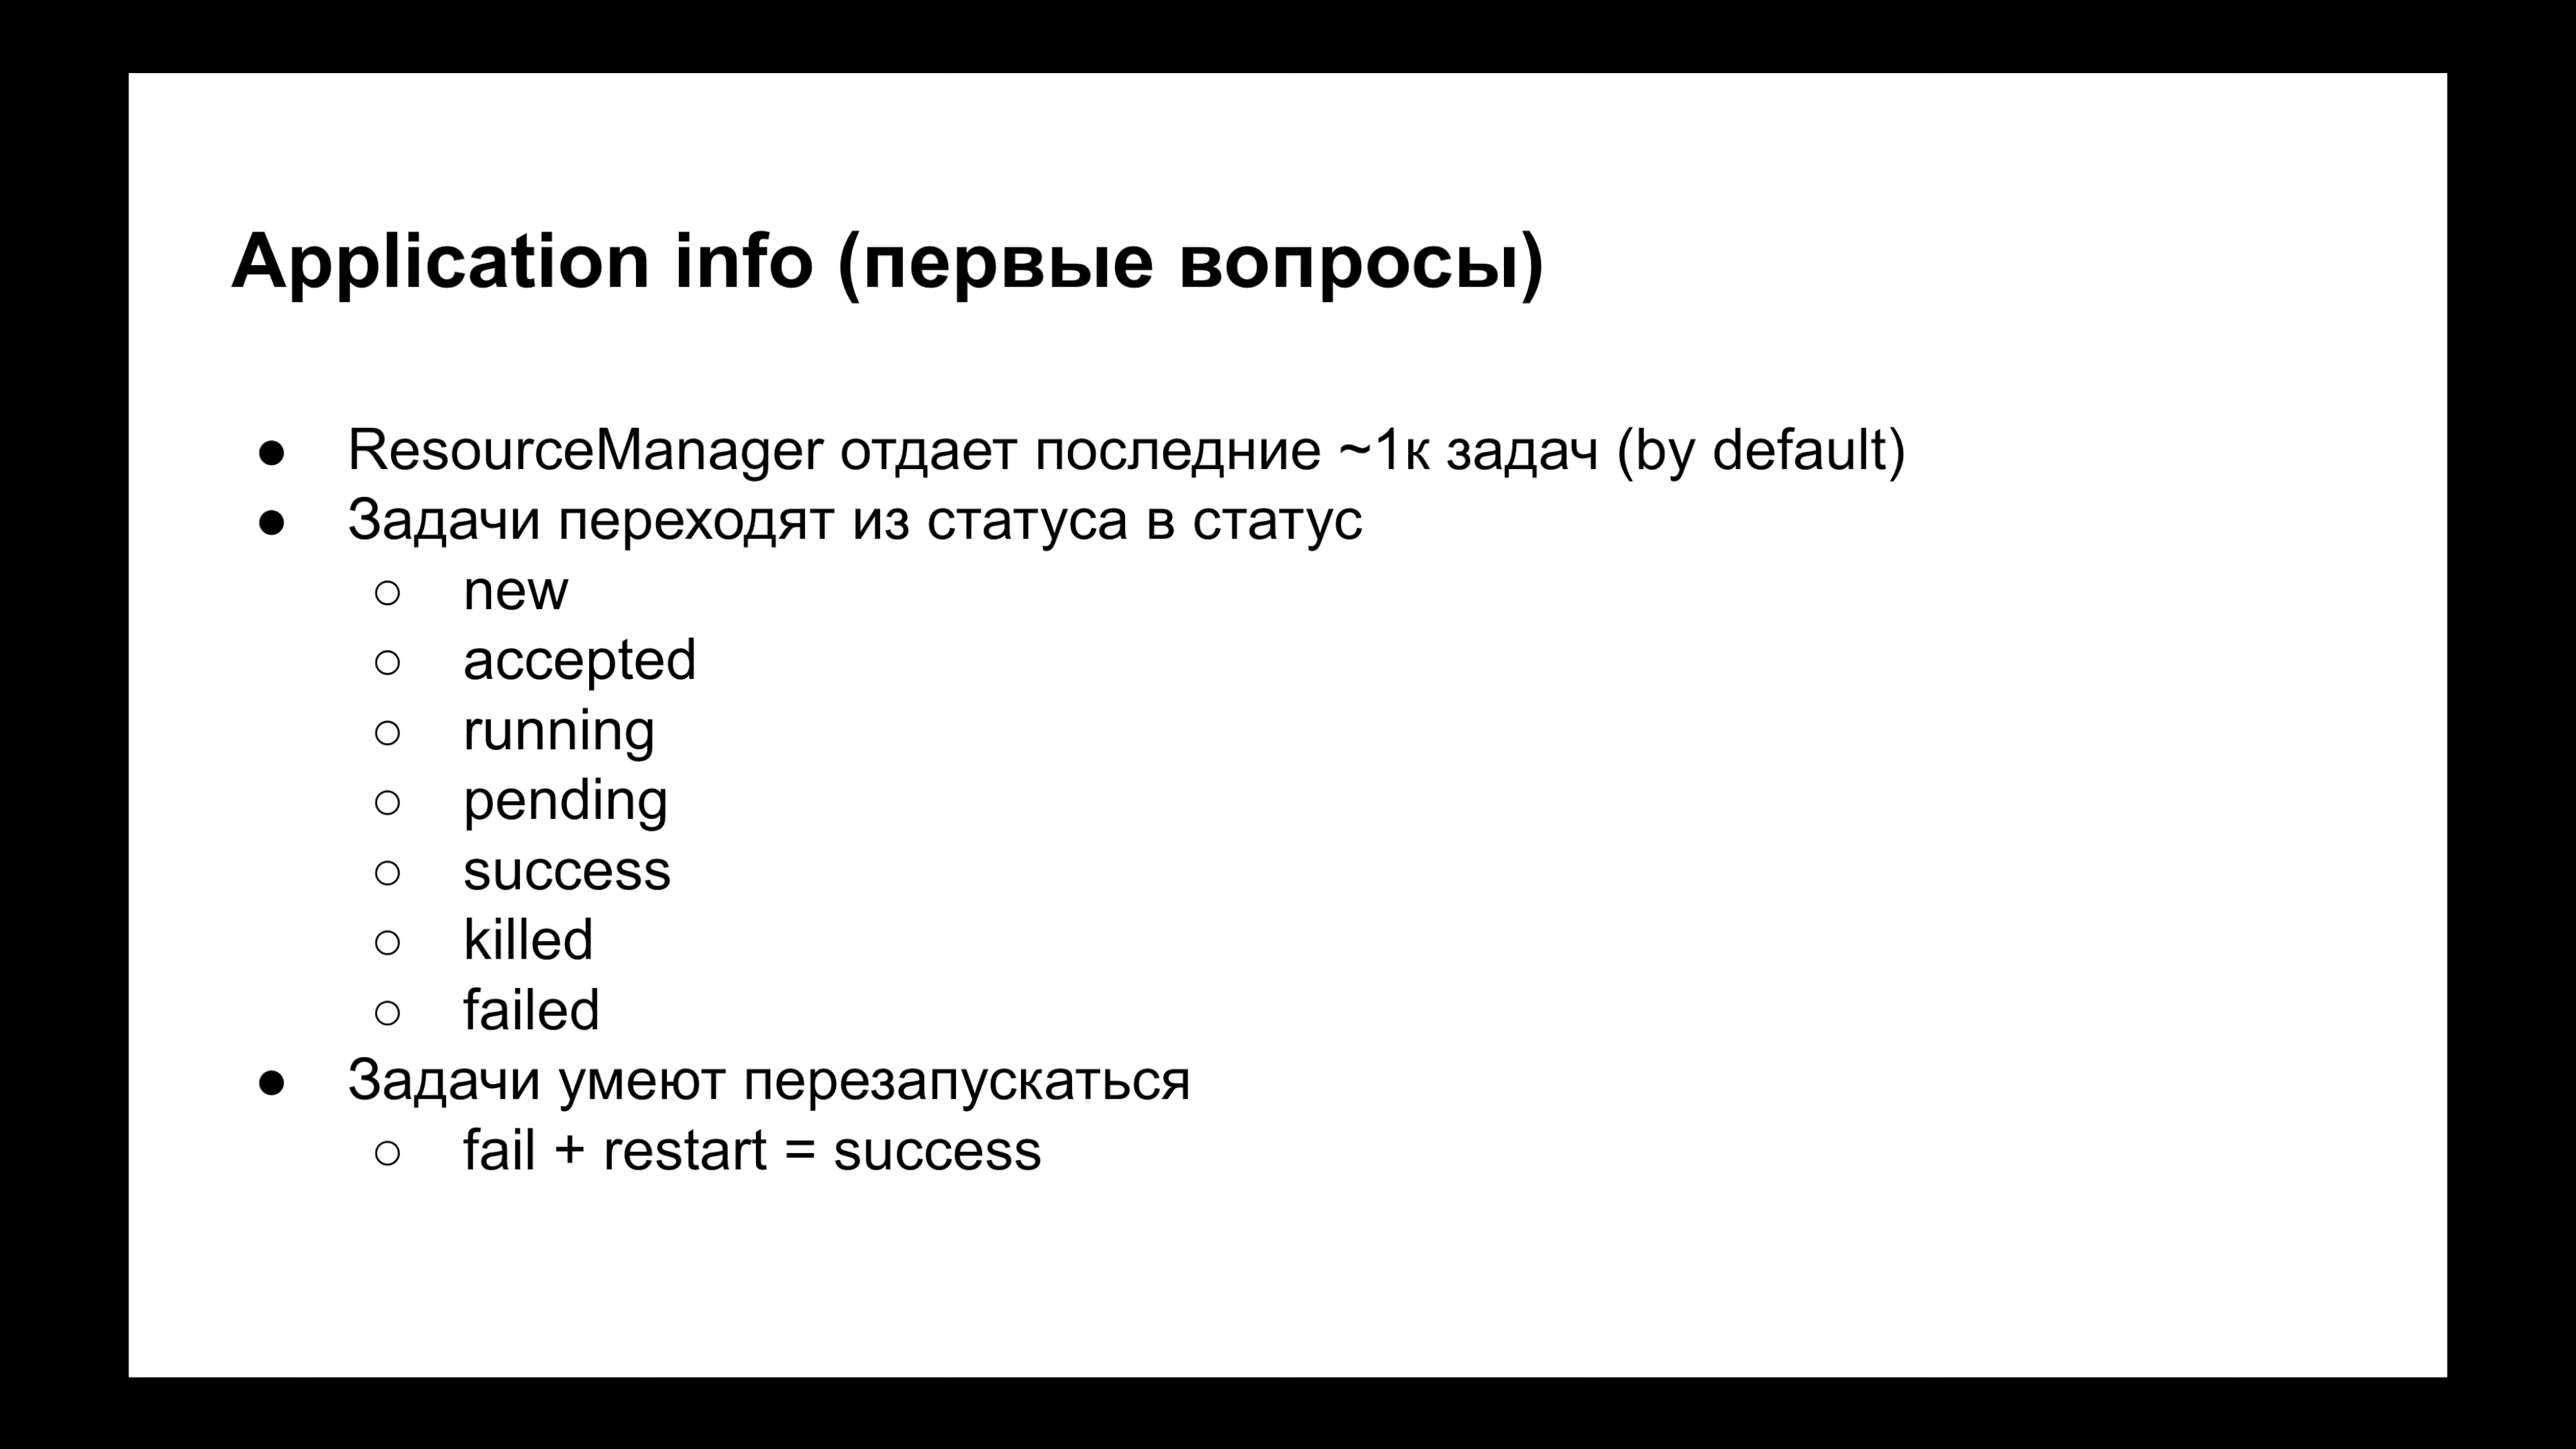 Application info (первые вопросы)
● ResourceManager отдает последние ~1к задач (by default)
● Задачи переходят из статуса в статус
○ new
○ accepted
○ running
○ pending
○ success
○ killed
○ failed
● Задачи умеют перезапускаться
○ fail + restart = success